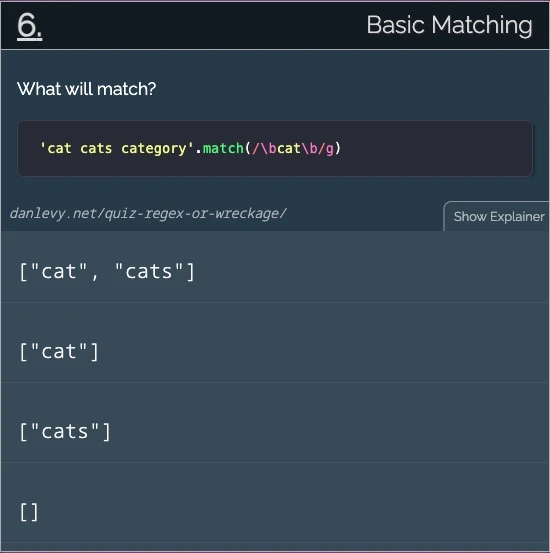 6.
Basic Matching
What will match?
'cat cats category'.match(/\bcat\b/g)
danlevy.net/quiz-regex-or-wreckage/
Show Explainer
["cat", "cats"]
["cat"]
["cats"]
[]